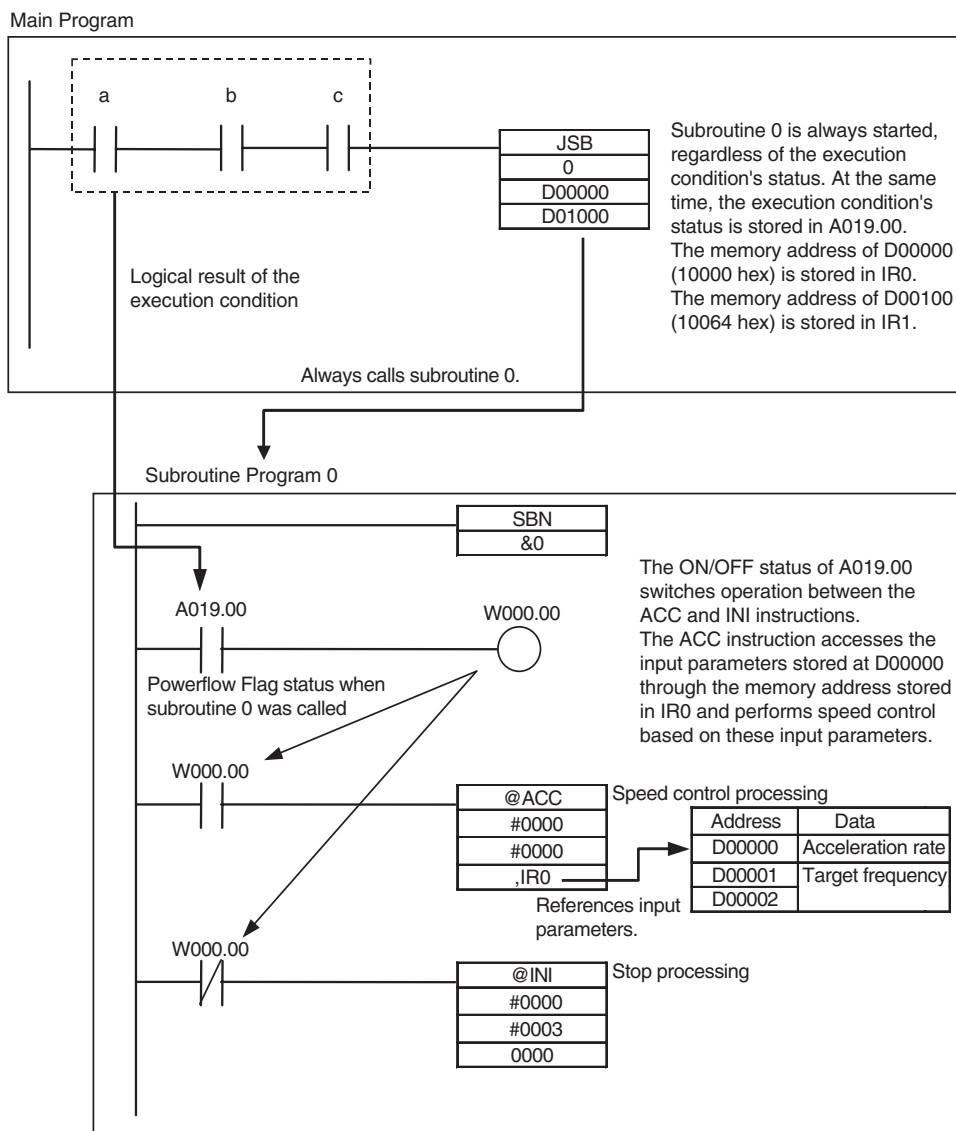 Main Program
a
b
c
JSB
0
D00000
D01000
Subroutine 0 is always started,
regardless of the execution
condition's status. At the same
time, the execution condition's
status is stored in A019.00.
The memory address of D00000
(10000 hex) is stored in IR0.
The memory address of D00100
(10064 hex) is stored in IR1.
Logical result of the
execution condition
Always calls subroutine 0.
Subroutine Program 0
SBN
&0
The ON/OFF status of A019.00
switches operation between the
ACC and INI instructions.
The ACC instruction accesses the
input parameters stored at D00000
through the memory address stored
in IR0 and performs speed control
based on these input parameters.
A019.00
W000.00
Powerflow Flag status when
subroutine 0 was called
W000.00
@ACC
#0000
#0000
,IR0
Speed control processing
Address Data
D00000 Acceleration rate
D00001 Target frequency
D00002
References input
parameters.
W000.00
@INI
#0000
#0003
0000
Stop processing